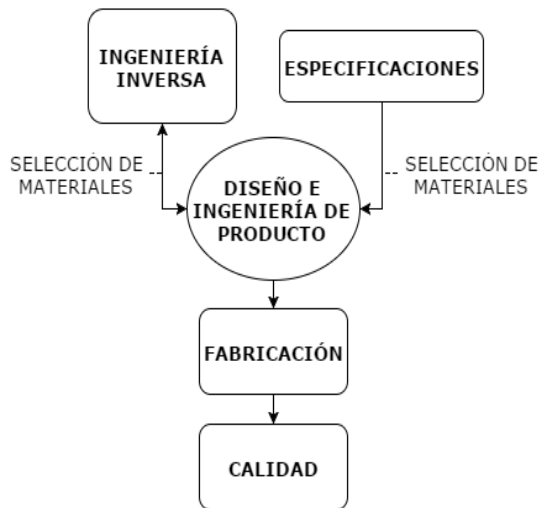 INGENIERÍA
INVERSA
ESPECIFICACIONES
SELECCIÓN DE
MATERIALES
SELECCIÓN DE
MATERIALES
DISEÑO E
INGENIERÍA DE
PRODUCTO
FABRICACIÓN
CALIDAD